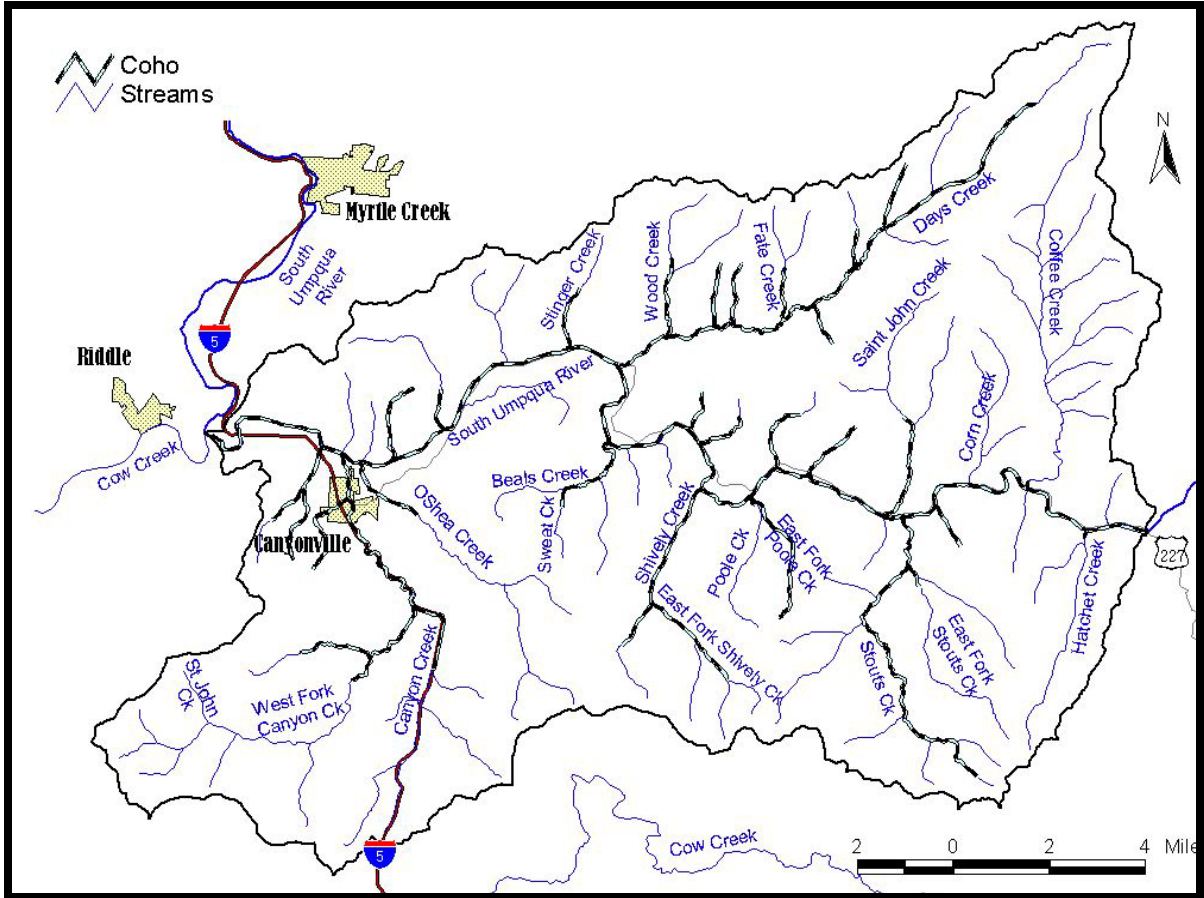 Coho
Streams
N
Myrtle Creek
South
Umpqua
River
5
Riddle
Cow Creek
Stinger Creek
Wood Creek
Fate Creek
Days Creek
Coffee Creek
Saint John Creek
Corn Creek
South Umpqua River
Beals Creek
Sweat Ck
OShea Creek
Canyonville
Shively Creek
Poole Ck
East Fork
Poole Ck
East Fork Shively Ck
Stouts Ck
East Fork
Stouts Ck
Hatchet Creek
227
St John
Ck
West Fork
Canyon Ck
Canyon Creek
5
Cow Creek
2 0 2 4 Mile